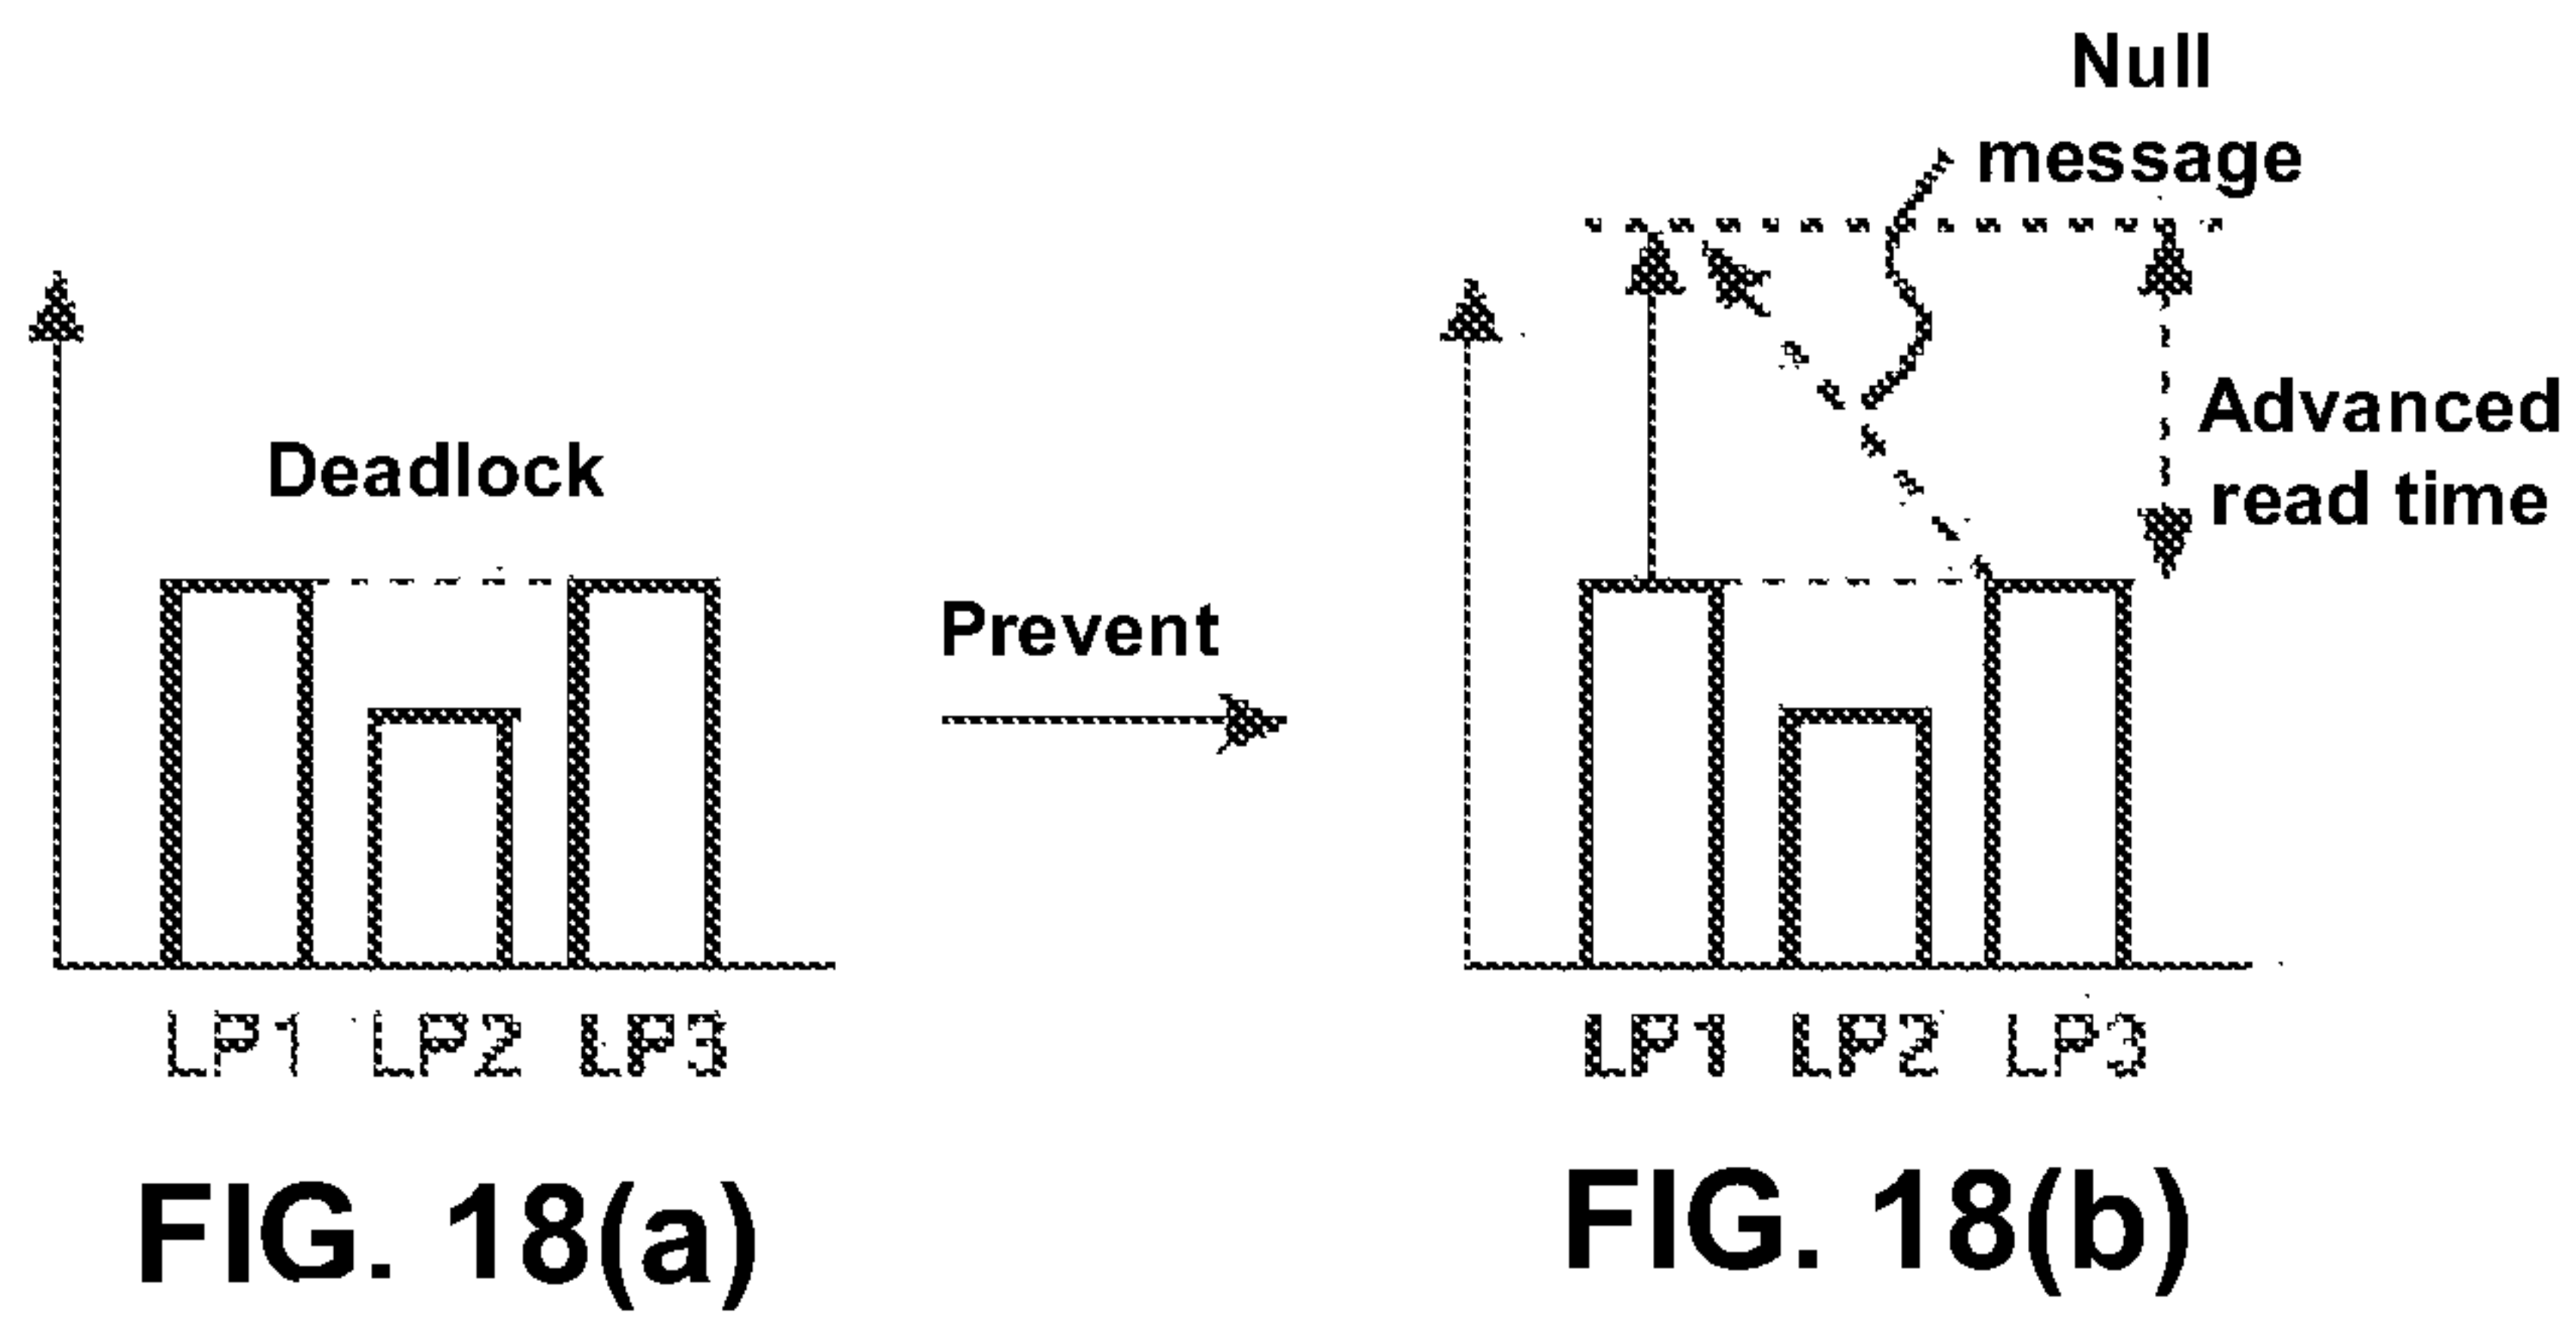 Deadlock
LP1 LP2 LP3
FIG. 18(a)
Prevent
Null
message
Advanced
read time
LP1 LP2 LP3
FIG. 18(b)